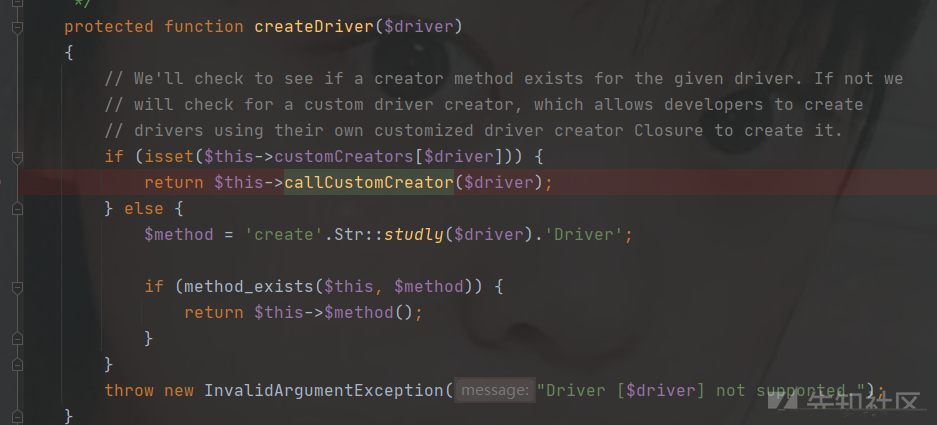 */
protected function createDriver($driver)
{
// We'll check to see if a creator method exists for the given driver. If not we
// will check for a custom driver creator, which allows developers to create
// drivers using their own customized driver creator Closure to create it.
if (isset($this->customCreators[$driver])) {
return $this->callCustomCreator($driver);
} else {
$method = 'create'.Str::studly($driver).'Driver';
if (method_exists($this, $method)) {
return $this->$method();
}
}
throw new InvalidArgumentException( message: "Driver [$driver] not supported.");
}
先知社区